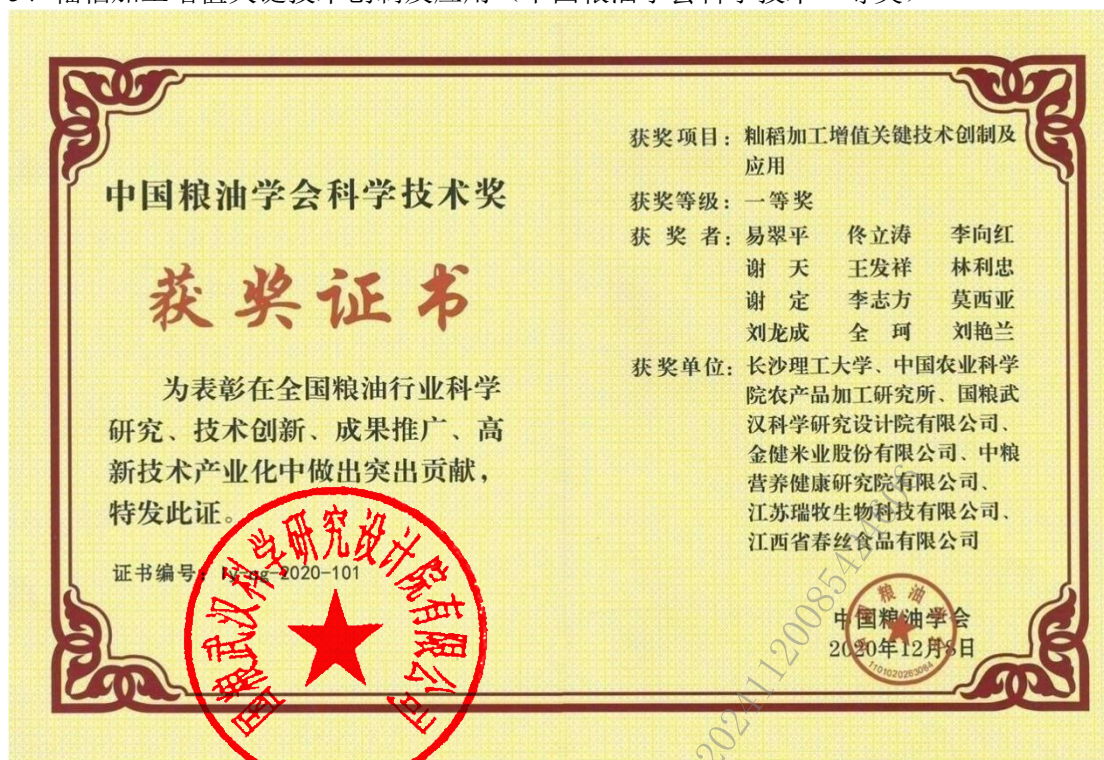 中国粮油学会科学技术奖
获奖证书
为表彰在全国粮油行业科学
研究、技术创新、成果推广、高
新技术产业化中做出突出贡献，
特发此证。
证书编号：ly-zg-2020-101
国粮武汉科学研究设计院有限公司
获奖项目：籼稻加工增值关键技术创制及
应用
获奖等级：一等奖
获 奖 者：易翠平 佟立涛 李向红
谢 天 王发祥 林利忠
谢 定 李志方 莫西亚
刘龙成 全 珂 刘艳兰
获奖单位：长沙理工大学、中国农业科学
院农产品加工研究所、国粮武
汉科学研究设计院有限公司、
金健米业股份有限公司、中粮
营养健康研究院有限公司、
江苏瑞牧生物科技有限公司、
江西省春丝食品有限公司
中国粮油学会
2020年12月8日